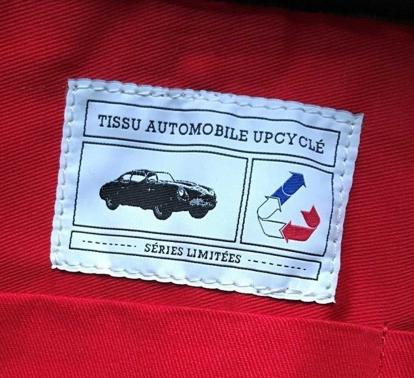 TISSU AUTOMOBILE UPCYCLÉ
SÉRIES LIMITÉES